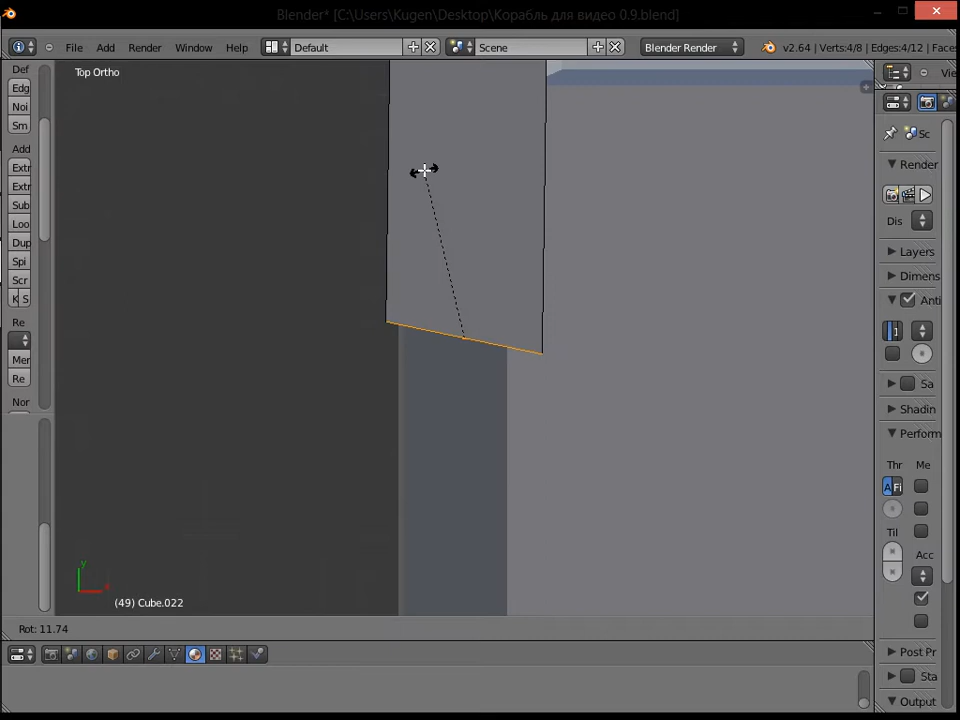 Blender* [C:\Users\Kugen\Desktop\Корабль для видео 0.9.blend]
File Add Render Window Help Default Scene Blender Render v2.64 | Verts:4/8 | Edges:4/12 | Face
Def
Edg
Noi
Sm
Add
Extr
Extr
Sub
Loo
Dup
Spi
Scr
K S
Re
Mer
Re
Nor
Top Ortho
y
x
(49) Cube.022
Rot: 11.74
Vie
Sc
Render
Dis
Layers
Dimens
Anti
Sa
Shadin
Perform
Thr Me
A Fi
Til
Acc
Post Pr
Sta
Output